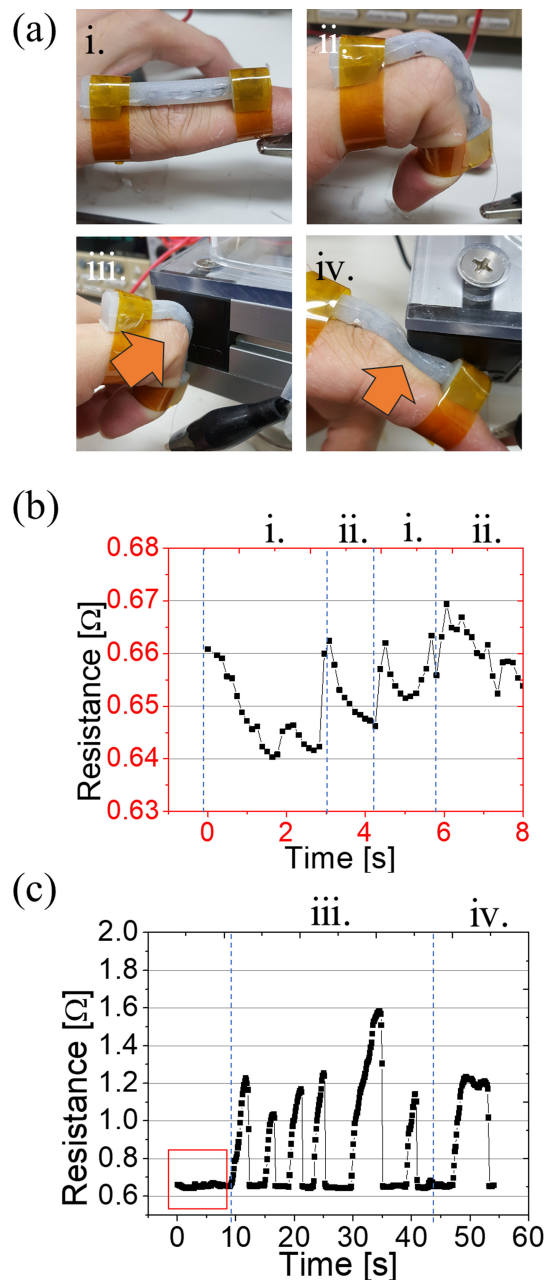 (a)
i.
ii.
iii.
iv.
(b)
i. ii. i. ii.
0.68
0.67
0.66
0.65
0.64
0.63
Resistance [Ω]
0 2 4 6 8
Time [s]
(c)
iii. iv.
2.0
1.8
1.6
1.4
1.2
1.0
0.8
0.6
Resistance [Ω]
0 10 20 30 40 50 60
Time [s]